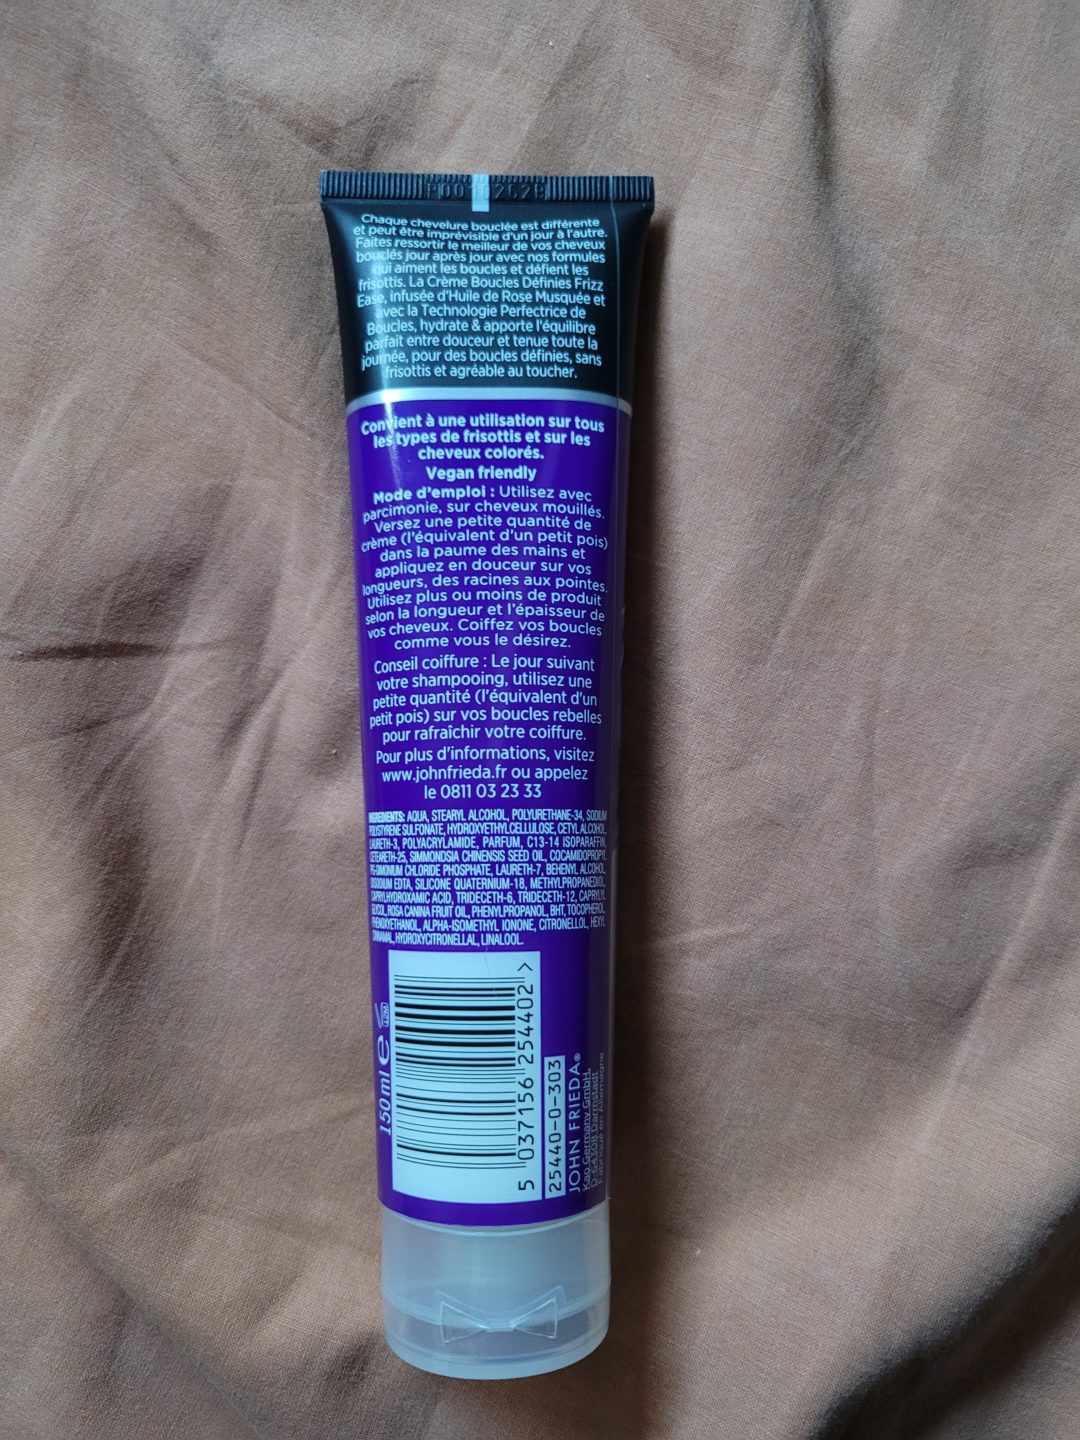 Chaque chevelure bouclée est différente
et peut être imprévisible d'un jour à l'autre.
Faites ressortir le meilleur de vos cheveux
bouclés jour après jour avec nos formules
qui aiment les boucles et défient les
frisottis. La Crème Boucles Définies Frizz
Ease, infusée d'Huile de Rose Musquée et
avec la Technologie Perfectrice de
Boucles, hydrate & apporte l'équilibre
parfait entre douceur et tenue toute la
journée, pour des boucles définies, sans
frisottis et agréable au toucher.
Convient à une utilisation sur tous
les types de frisottis et sur les
cheveux colorés.
Vegan friendly
Mode d'emploi : Utilisez avec
parcimonie, sur cheveux mouillés.
Versez une petite quantité de
crème (l'équivalent d'un petit pois)
dans la paume des mains et
appliquez en douceur sur vos
longueurs, des racines aux pointes.
Utilisez plus ou moins de produit
selon la longueur et l'épaisseur de
vos cheveux. Coiffez vos boucles
comme vous le désirez.
Conseil coiffure : Le jour suivant
votre shampooing, utilisez une
petite quantité (l'équivalent d'un
petit pois) sur vos boucles rebelles
pour rafraîchir votre coiffure.
Pour plus d'informations, visitez
www.johnfrieda.fr ou appelez
le 0811 03 23 33
INGREDIENTS: AQUA, STEARYL ALCOHOL, POLYURETHANE-34, SODIUM
POLYSTYRENE SULFONATE, HYDROXYETHYLCELLULOSE, CETYL ALCOHOL,
LAURETH-3, POLYACRYLAMIDE, PARFUM, C13-14 ISOPARAFFIN,
CETEARETH-25, SIMMONDSIA CHINENSIS SEED OIL, COCAMIDOPROPYL
PG-DIMONIUM CHLORIDE PHOSPHATE, LAURETH-7, BEHENYL ALCOHOL,
DISODIUM EDTA, SILICONE QUATERNIUM-18, METHYLPROPANEDIOL,
CAPRYLHYDROXAMIC ACID, TRIDECETH-6, TRIDECETH-12, CAPRYLYL
GLYCOL, ROSA CANINA FRUIT OIL, PHENYLPROPANOL, BHT, TOCOPHEROL,
PHENOXYETHANOL, ALPHA-ISOMETHYL IONONE, CITRONELLOL, HEXYL
CINNAMAL, HYDROXYCITRONELLAL, LINALOOL.
150 ml e 12M
5 037156 254402 >
25440-0-303
JOHN FRIEDA®
Kao Germany GmbH,
D-64308 Darmstadt
Fabriqué en Allemagne